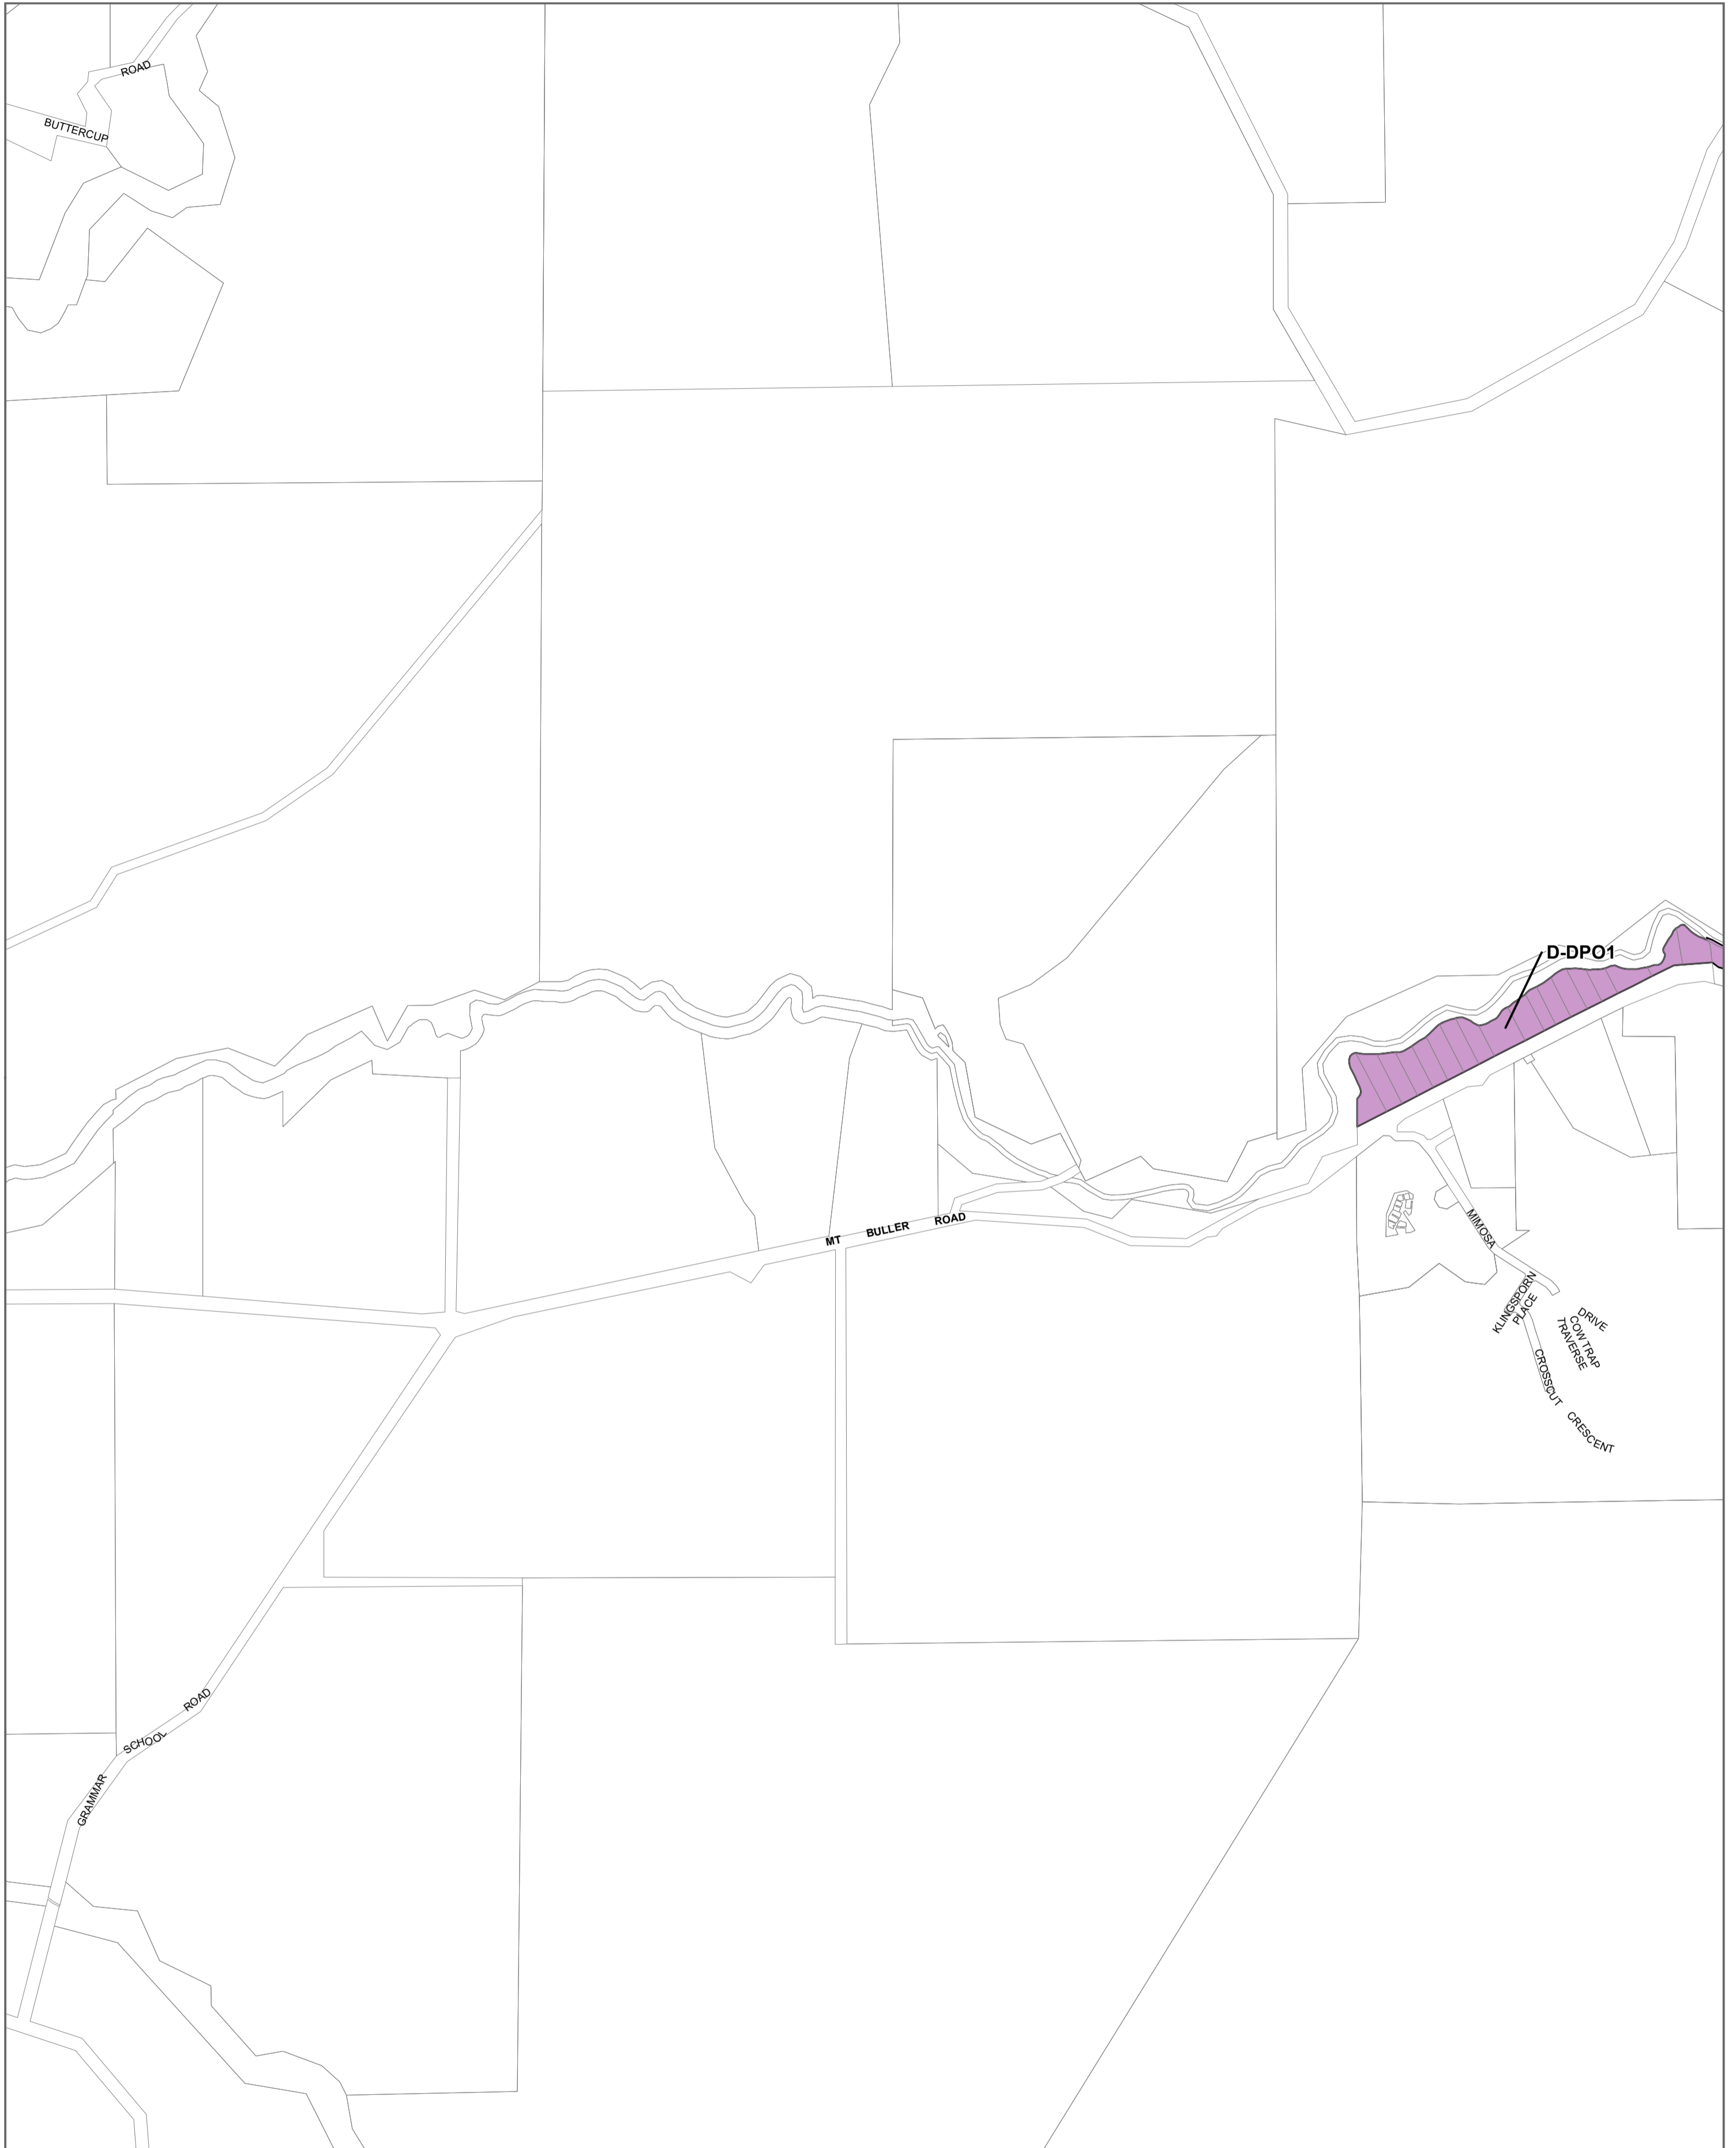 ROAD
BUTTERCUP
D-DPO1
MT BULLER ROAD
MIMOSA
KLINGSPORN
PLACE
DRIVE
COW TRAP
TRAVERSE
CROSSCUT
CRESCENT
GRAMMAR SCHOOL ROAD